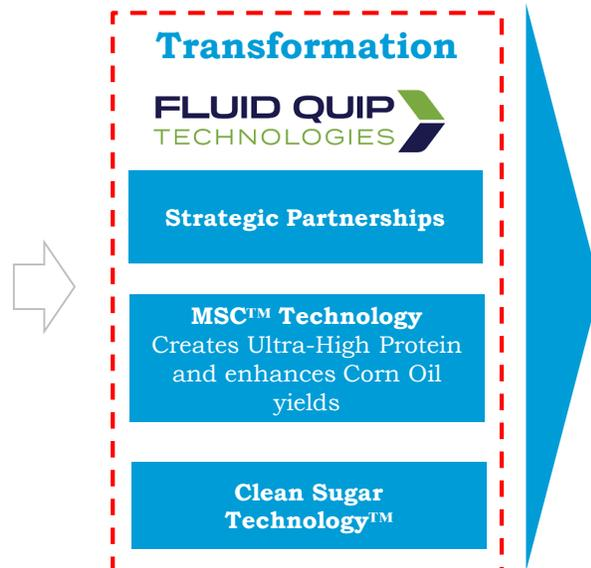 Transformation
FLUID QUIP
TECHNOLOGIES
Strategic Partnerships
MSC™ Technology
Creates Ultra-High Protein
and enhances Corn Oil
yields
Clean Sugar
Technology™